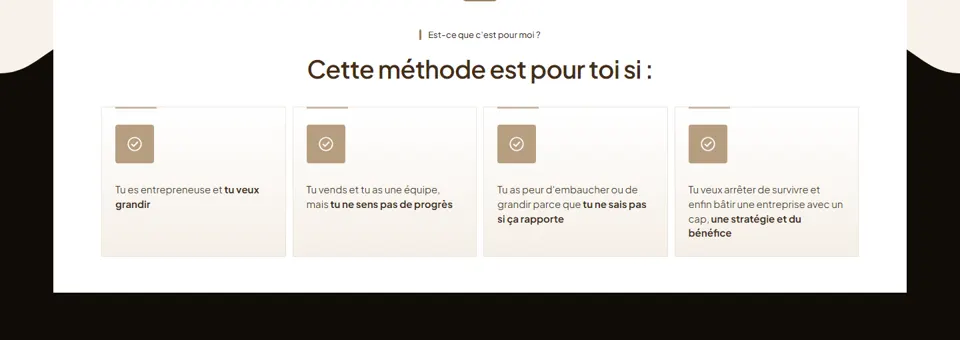 Est-ce que c'est pour moi ?
Cette méthode est pour toi si :
Tu es entrepreneuse et tu veux
grandir
Tu vends et tu as une équipe,
mais tu ne sens pas de progrès
Tu as peur d'embaucher ou de
grandir parce que tu ne sais pas
si ça rapporte
Tu veux arrêter de survivre et
enfin bâtir une entreprise avec un
cap, une stratégie et du
bénéfice